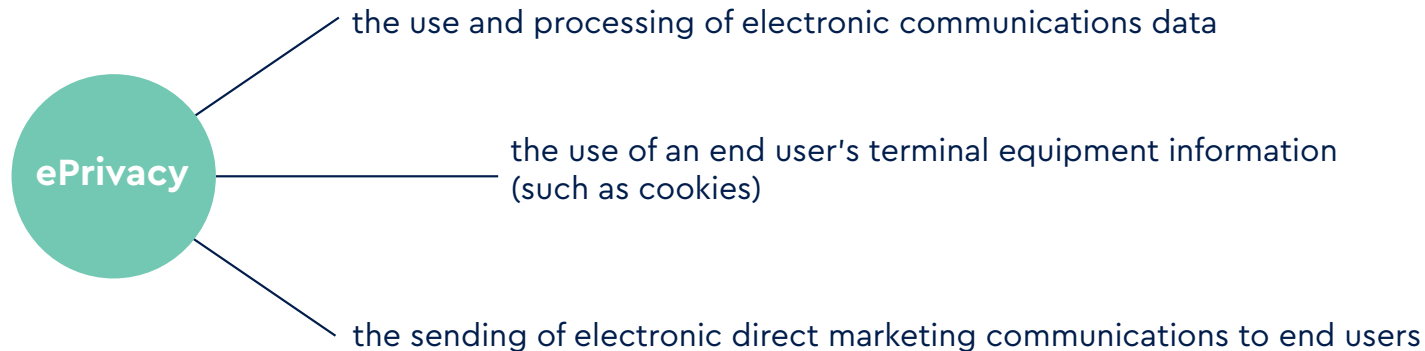 the use and processing of electronic communications data
ePrivacy
the use of an end user's terminal equipment information
(such as cookies)
the sending of electronic direct marketing communications to end users